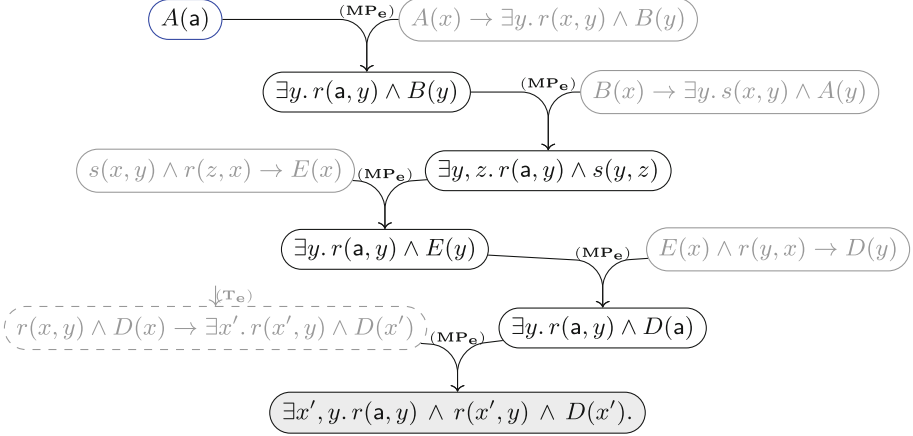 A(a) (MPe) A(x) → ∃y. r(x, y) ∧ B(y)
∃y. r(a, y) ∧ B(y) (MPe) B(x) → ∃y. s(x, y) ∧ A(y)
s(x, y) ∧ r(z, x) → E(x) (MPe) ∃y, z. r(a, y) ∧ s(y, z)
∃y. r(a, y) ∧ E(y) (MPe) E(x) ∧ r(y, x) → D(y)
(Te)
r(x, y) ∧ D(x) → ∃x′. r(x′, y) ∧ D(x′) (MPe) ∃y. r(a, y) ∧ D(a)
∃x′, y. r(a, y) ∧ r(x′, y) ∧ D(x′).